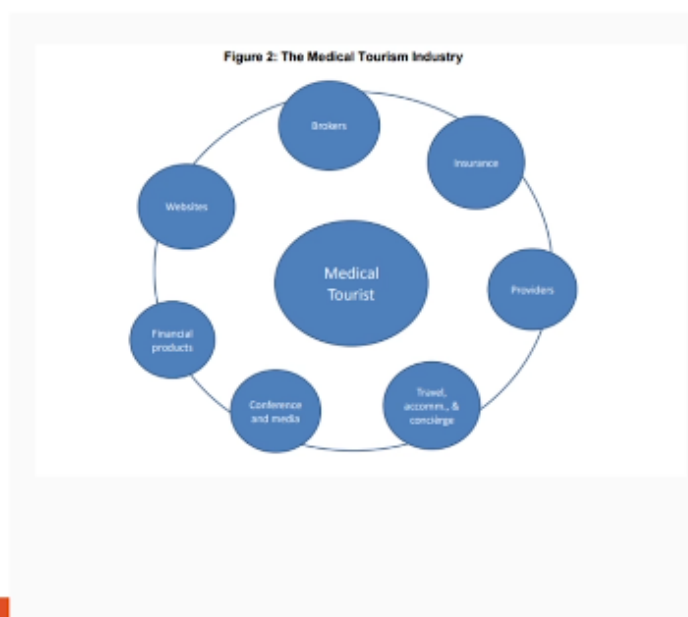 Figure 2: The Medical Tourism Industry
Brokers
Insurance
Websites
Medical
Tourist
Providers
Financial
products
Travel,
accomm., &
concièrge
Conference
and media